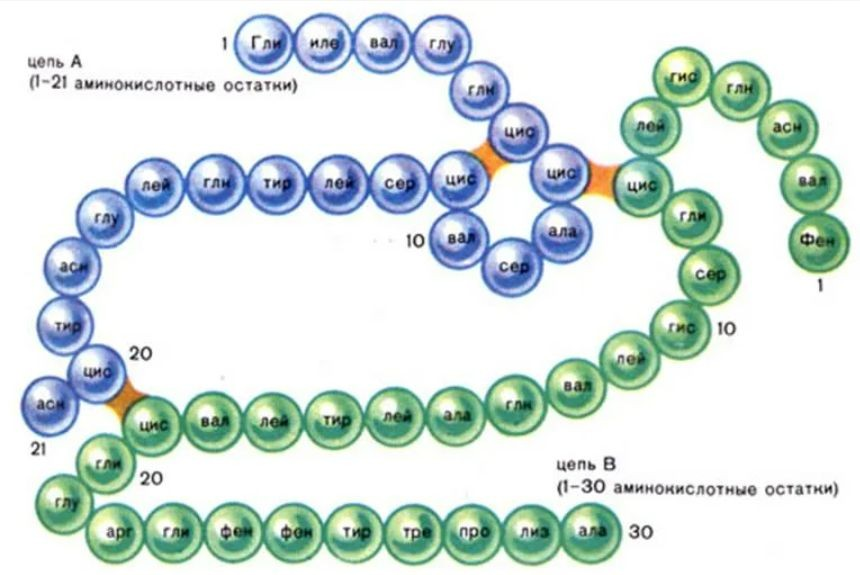 1 Гли иле вал глу
глн
цис
цепь А
(1-21 аминокислотные остатки)
цис цис сер лей тир глн лей
глу
асн
тир
цис
20
асн
21
10 вал сер ала
гис глн
лей асн
цис вал
гли Фен
1
сер
гис 10
лей
вал
глн
ала
лей
тир
лей
вал
цис
гли
20
глу
арг гли фен фен тир тре про лиз ала 30
цепь В
(1-30 аминокислотные остатки)